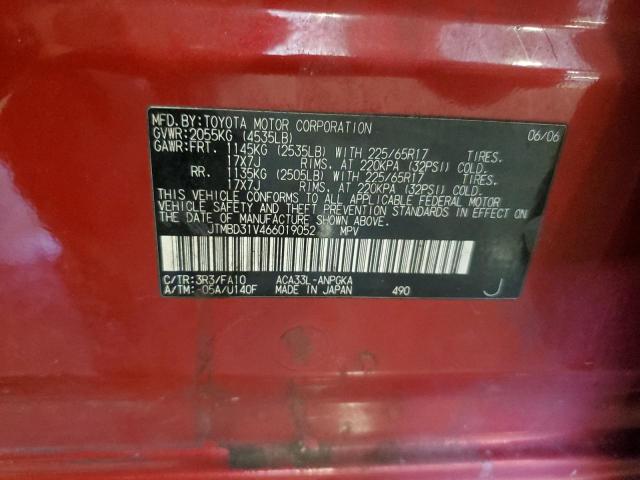 MFD. BY: TOYOTA MOTOR CORPORATION 06/06
GVWR: 2055KG (4535LB)
GAWR: FRT. 1145KG (2535LB) WITH 225/65R17 TIRES.
17X7J RIMS, AT 220KPA (32PSI) COLD.
RR. 1135KG (2505LB) WITH 225/65R17 TIRES.
17X7J RIMS, AT 220KPA (32PSI) COLD.
THIS VEHICLE CONFORMS TO ALL APPLICABLE FEDERAL MOTOR
VEHICLE SAFETY AND THEFT PREVENTION STANDARDS IN EFFECT
ON THE DATE OF MANUFACTURE SHOWN ABOVE.
JTMBD31V466019052 MPV
C/TR: 3R3/FA10 ACA33L-ANPGKA
A/TM: -05A/U140F MADE IN JAPAN 490 J